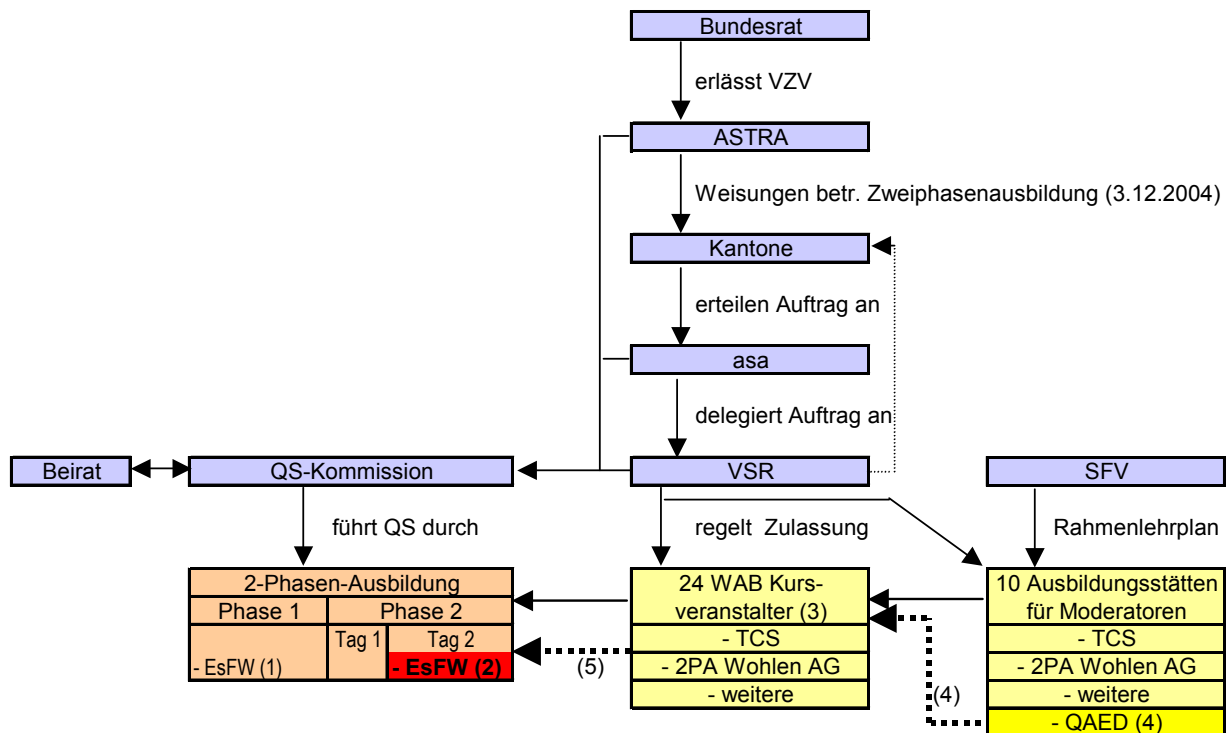 Bundesrat
erlässt VZV
ASTRA
Weisungen betr. Zweiphasenausbildung (3.12.2004)
Kantone
erteilen Auftrag an
asa
delegiert Auftrag an
Beirat
QS-Kommission
VSR
SFV
führt QS durch
regelt Zulassung
Rahmenlehrplan
2-Phasen-Ausbildung
Phase 1
Phase 2
Tag 1
Tag 2
- EsFW (1)
- EsFW (2)
(5)
24 WAB Kurs-
veranstalter (3)
- TCS
- 2PA Wohlen AG
- weitere
(4)
10 Ausbildungsstätten
für Moderatoren
- TCS
- 2PA Wohlen AG
- weitere
- QAED (4)